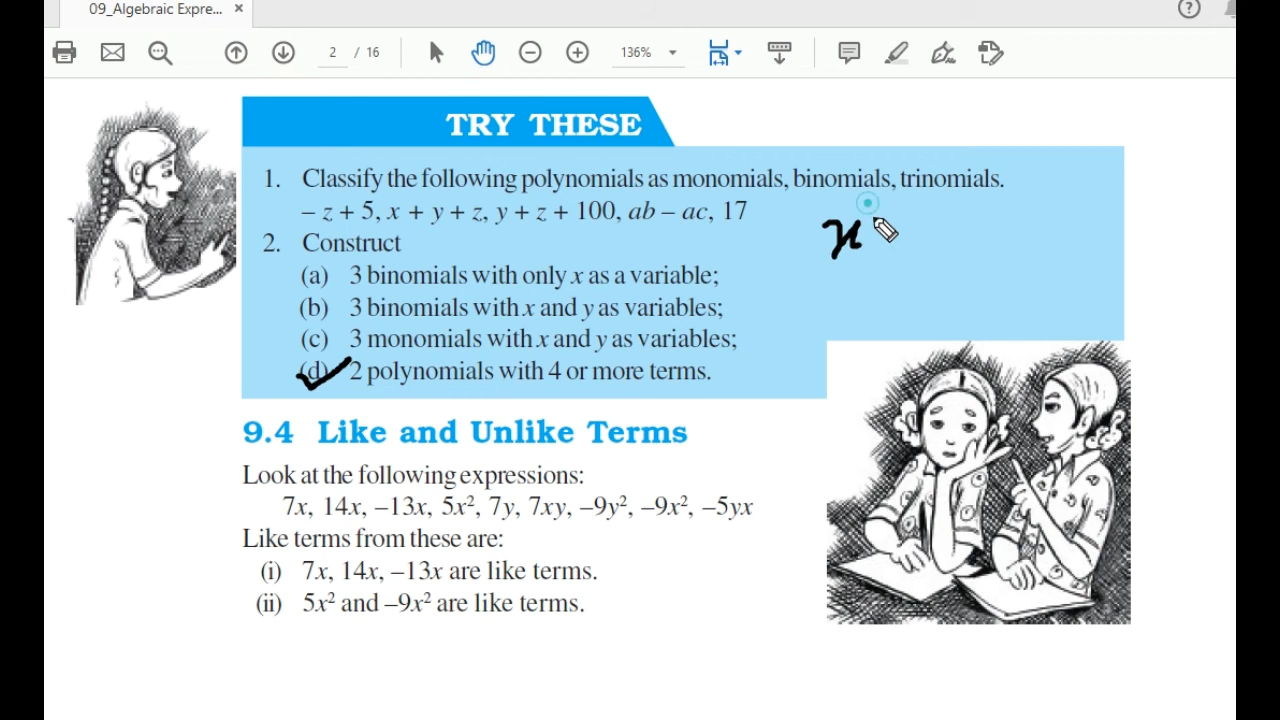 09_Algebraic Expre... ×
?
2 / 16 136%
TRY THESE
1. Classify the following polynomials as monomials, binomials, trinomials.
– z + 5, x + y + z, y + z + 100, ab – ac, 17
x
2. Construct
(a) 3 binomials with only x as a variable;
(b) 3 binomials with x and y as variables;
(c) 3 monomials with x and y as variables;
(d) 2 polynomials with 4 or more terms.
9.4 Like and Unlike Terms
Look at the following expressions:
7x, 14x, –13x, 5x², 7y, 7xy, –9y², –9x², –5yx
Like terms from these are:
(i) 7x, 14x, –13x are like terms.
(ii) 5x² and –9x² are like terms.